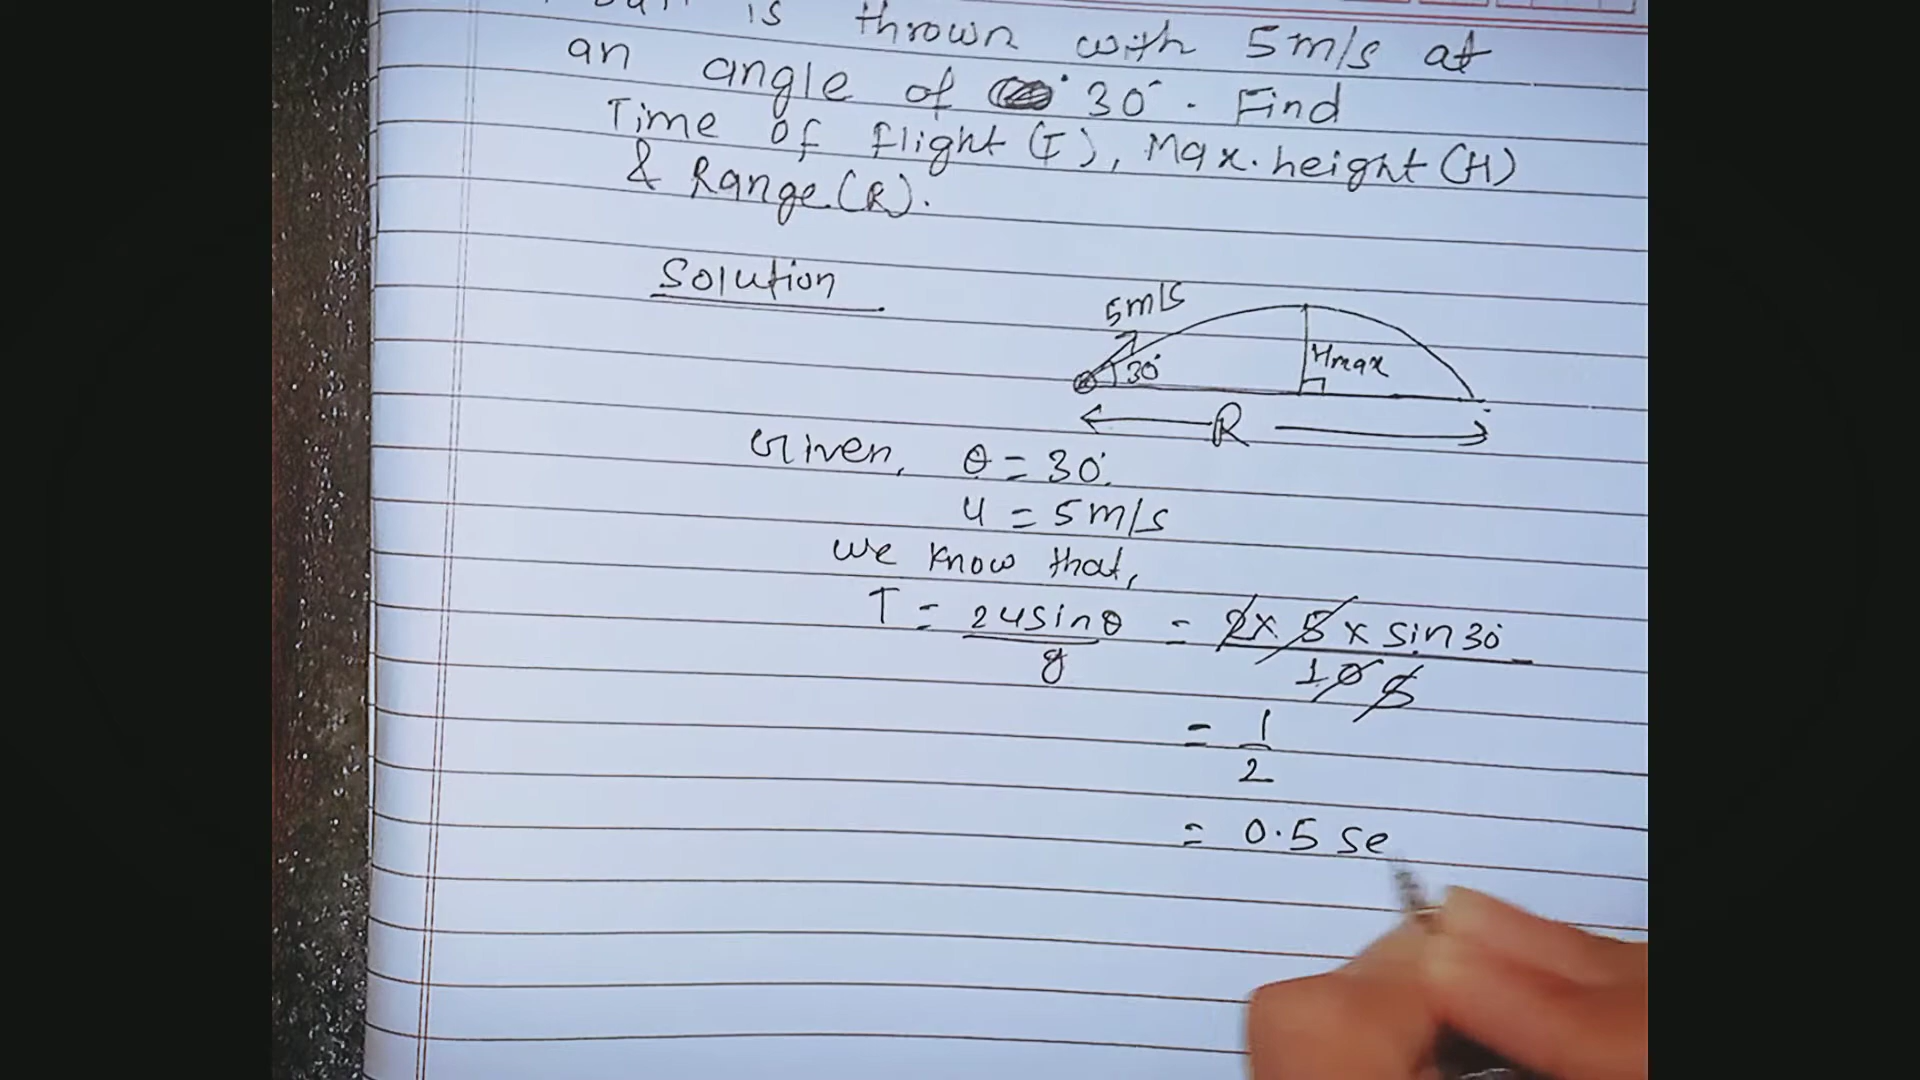 is thrown with 5m/s at
an angle of 30°. Find
Time of flight (T), Max. height (H)
& Range (R).
Solution
5m/s
30°
Hmax
R
Given, θ = 30°.
u = 5m/s
we know that,
T = 2usinθ/g = 2 x 5 x sin 30°/10 5
= 1/2
= 0.5 se